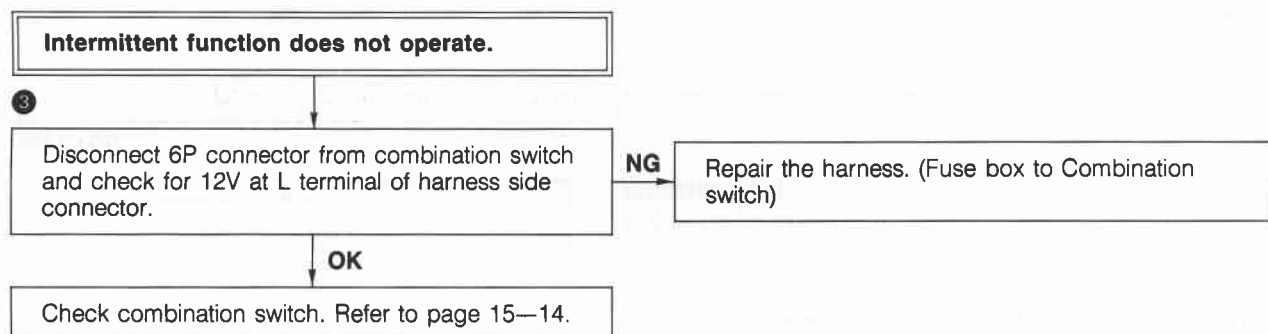 Intermittent function does not operate.
3
Disconnect 6P connector from combination switch
and check for 12V at L terminal of harness side
connector.
NG
Repair the harness. (Fuse box to Combination
switch)
OK
Check combination switch. Refer to page 15—14.